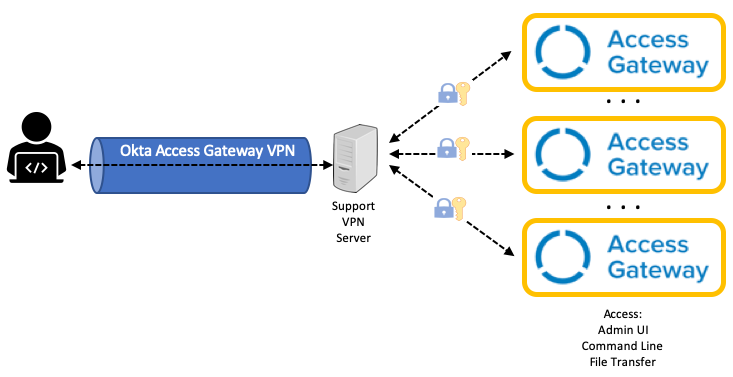 Access
Gateway
. . .
Okta Access Gateway VPN
</>
Access
Gateway
Support
VPN
Server
. . .
Access
Gateway
Access:
Admin UI
Command Line
File Transfer